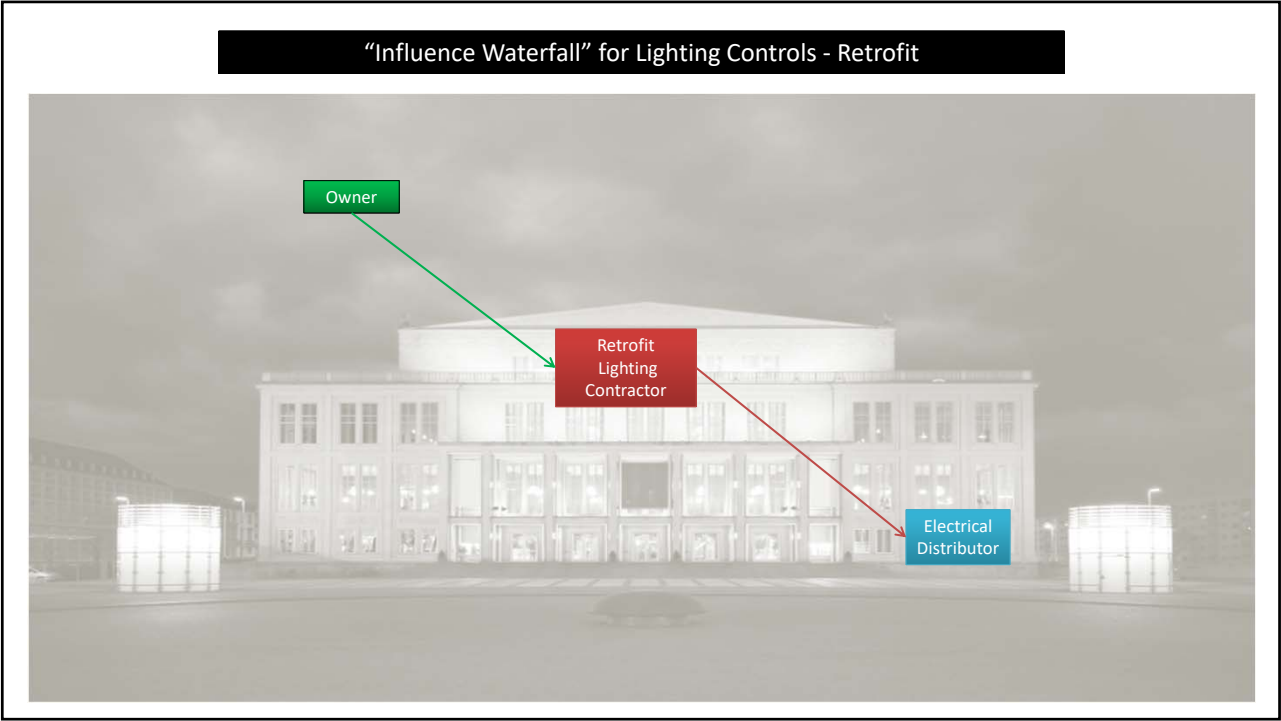 “Influence Waterfall” for Lighting Controls - Retrofit
Owner
Retrofit
Lighting
Contractor
Electrical
Distributor